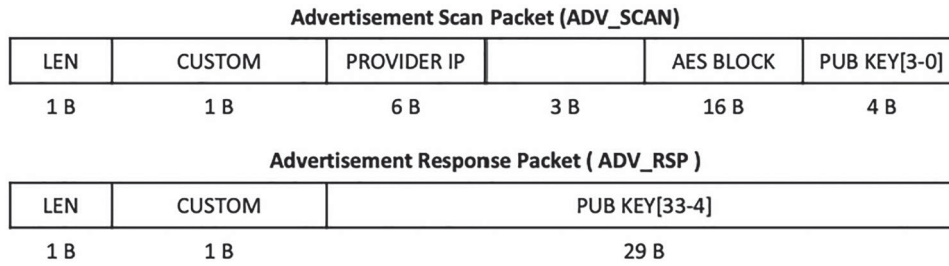 Advertisement Scan Packet (ADV_SCAN)
LEN CUSTOM PROVIDER IP AES BLOCK PUB KEY[3-0]
1 B 1 B 6 B 3 B 16 B 4 B
Advertisement Response Packet ( ADV_RSP )
LEN CUSTOM PUB KEY[33-4]
1 B 1 B 29 B